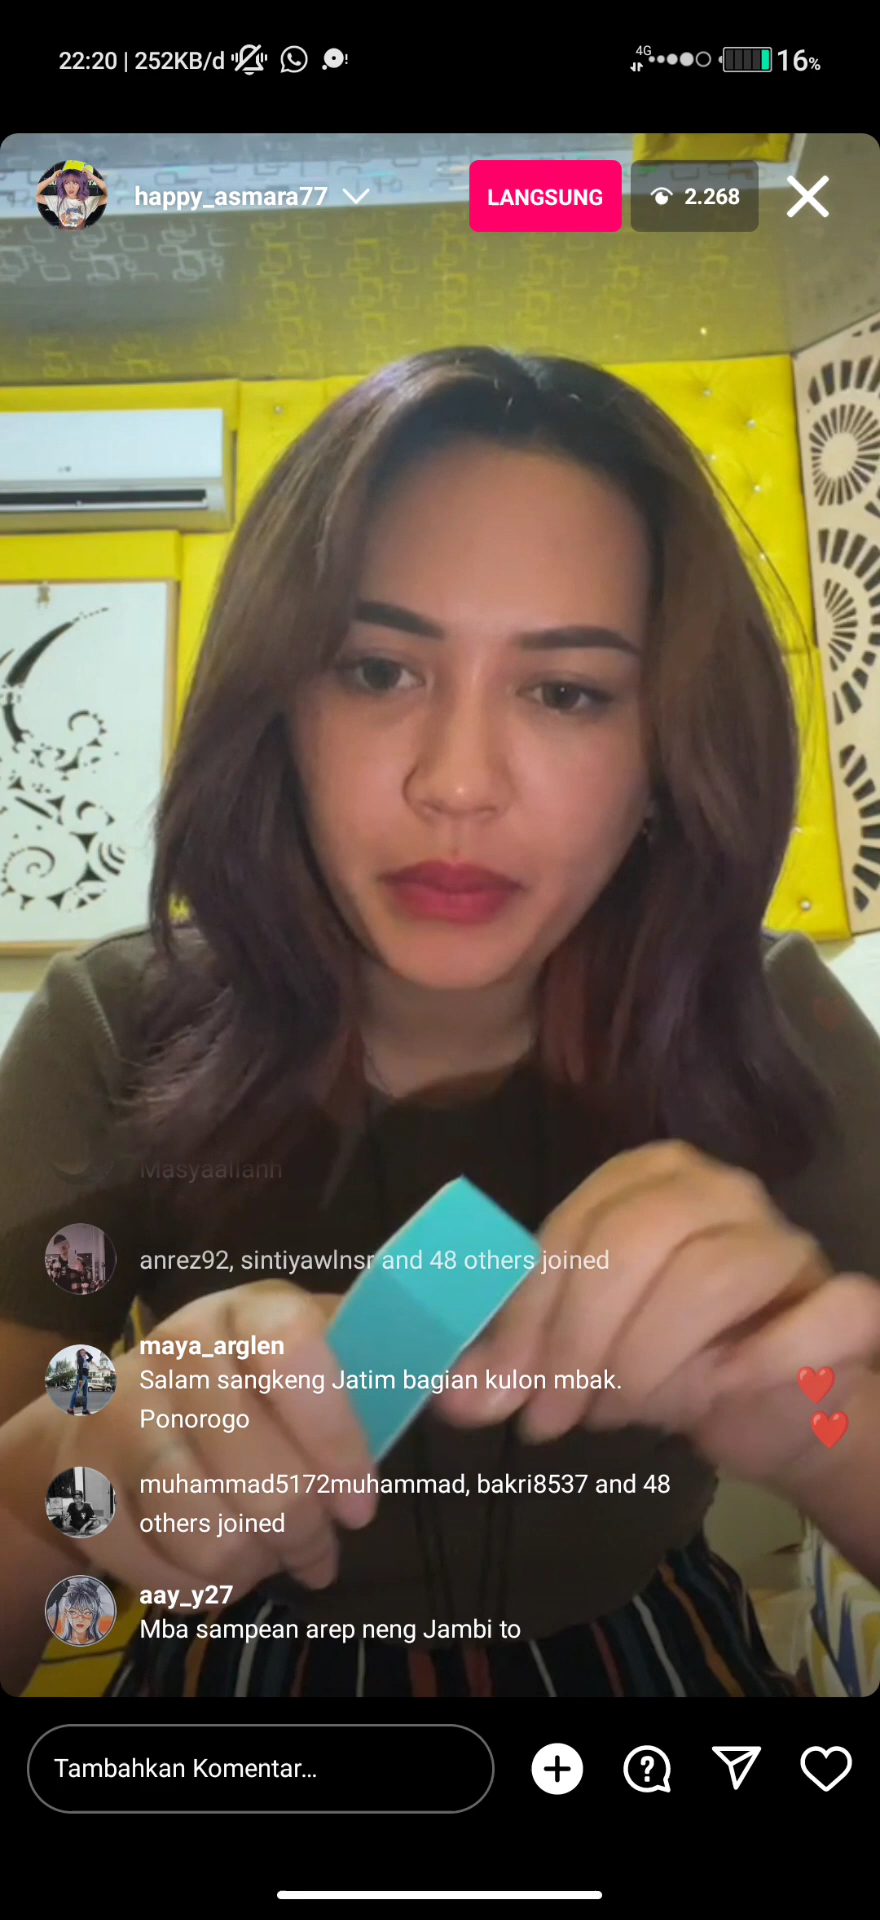 22:20 | 252KB/d
4G
16%
happy_asmara77
LANGSUNG
2.268
Masyaallahh
anrez92, sintiyawlnsr and 48 others joined
maya_arglen
Salam sangkeng Jatim bagian kulon mbak.
Ponorogo
muhammad5172muhammad, bakri8537 and 48
others joined
aay_y27
Mba sampean arep neng Jambi to
Tambahkan Komentar...